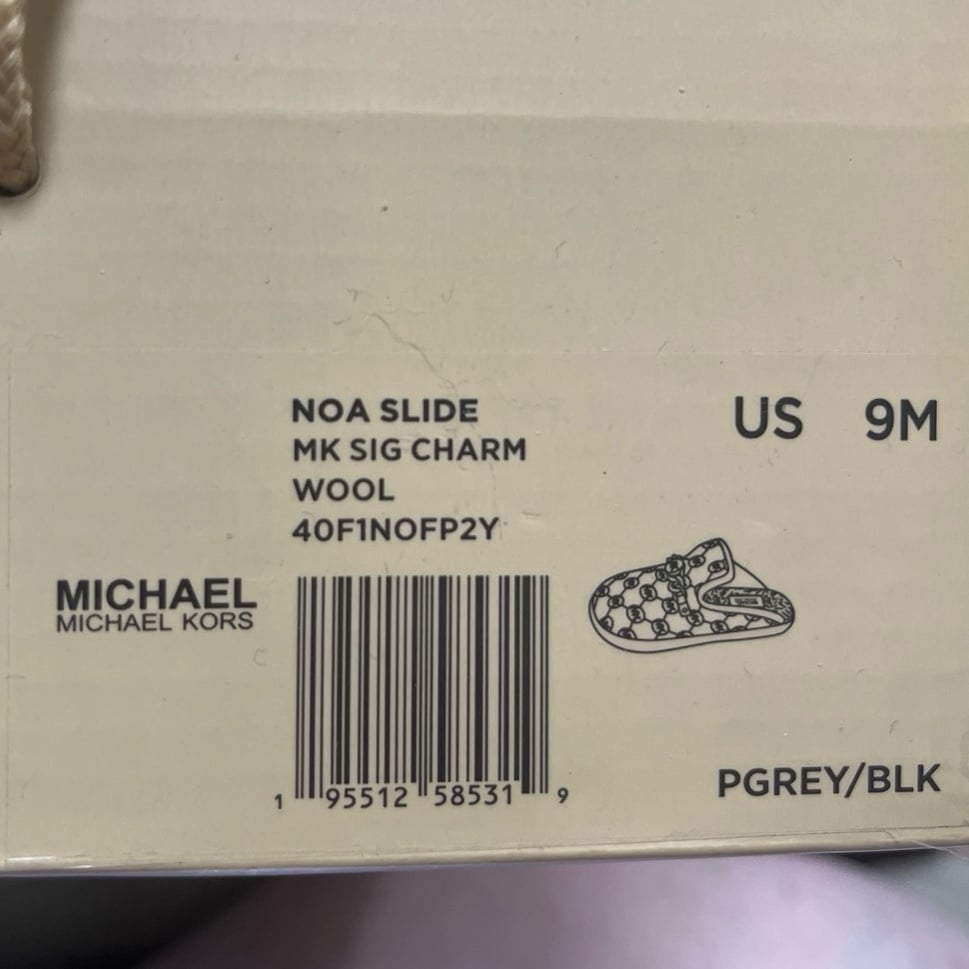 NOA SLIDE
MK SIG CHARM
WOOL
40F1NOFP2Y
US 9M
MICHAEL
MICHAEL KORS
1 95512 58531 9
PGREY/BLK